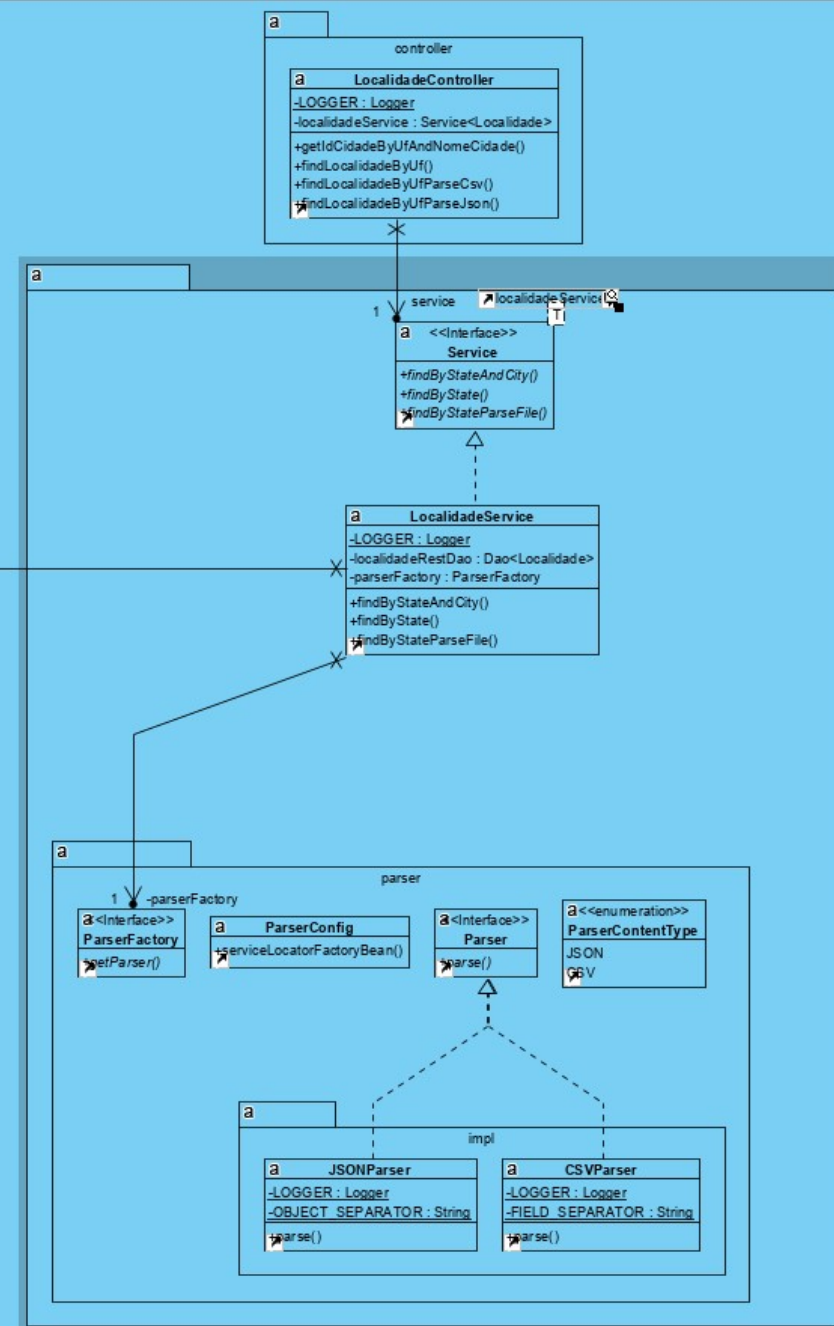 a
controller
a
LocalidadeController
-LOGGER : Logger
-localidadeService : Service<Localidade>
+getIdCidadeByUfAndNomeCidade()
+findLocalidadeByUf()
+findLocalidadeByUfParseCsv()
+findLocalidadeByUfParseJson()
a
service
localidadeService
T
1
a
<<Interface>>
Service
+findByStateAndCity()
+findByState()
+findByStateParseFile()
a
LocalidadeService
-LOGGER : Logger
-localidadeRestDao : Dao<Localidade>
-parserFactory : ParserFactory
+findByStateAndCity()
+findByState()
+findByStateParseFile()
a
parser
1
-parserFactory
a
<<Interface>>
ParserFactory
+getParser()
a
ParserConfig
+serviceLocatorFactoryBean()
a
<<Interface>>
Parser
+parse()
a
<<enumeration>>
ParserContentType
JSON
CSV
a
impl
a
JSONParser
-LOGGER : Logger
-OBJECT_SEPARATOR : String
+parse()
a
CSVParser
-LOGGER : Logger
-FIELD_SEPARATOR : String
+parse()